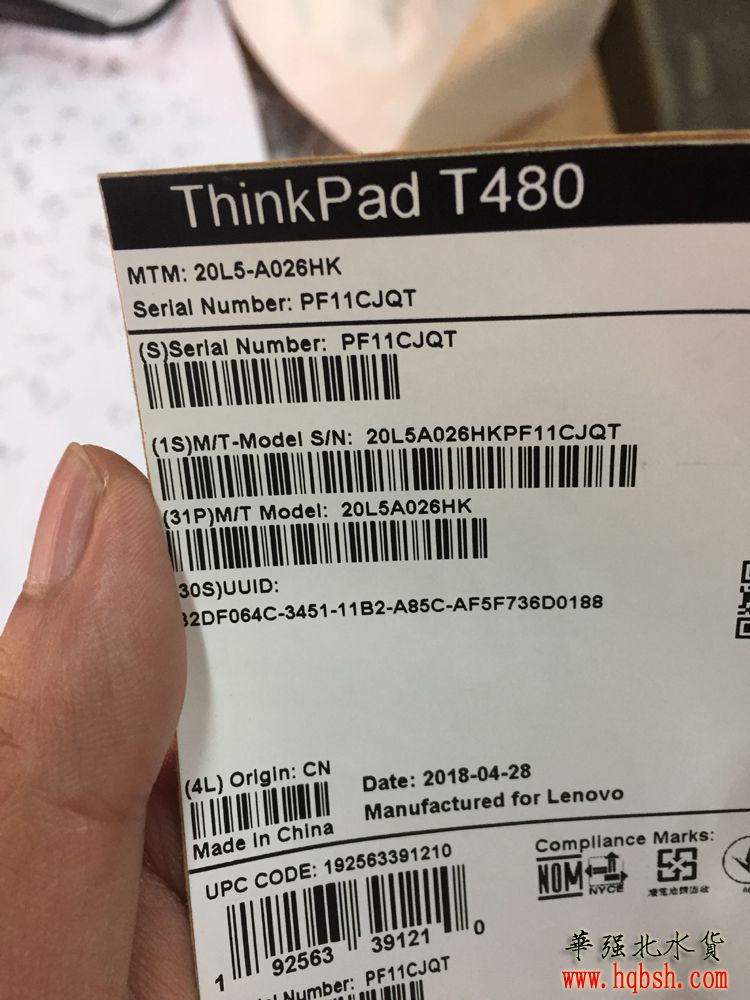 ThinkPad T480
MTM: 20L5-A026HK
Serial Number: PF11CJQT
(S)Serial Number: PF11CJQT
(1S)M/T-Model S/N: 20L5A026HKPF11CJQT
(31P)M/T Model: 20L5A026HK
30S)UUID:
2DF064C-3451-11B2-A85C-AF5F736D0188
(4L) Origin: CN
Made in China
Date: 2018-04-28
Manufactured for Lenovo
UPC CODE: 192563391210
1 92563 39121 0
Compliance Marks:
NOM
NYCE
Number: PF11CJQT
華强北水貨
www.hqbsh.com